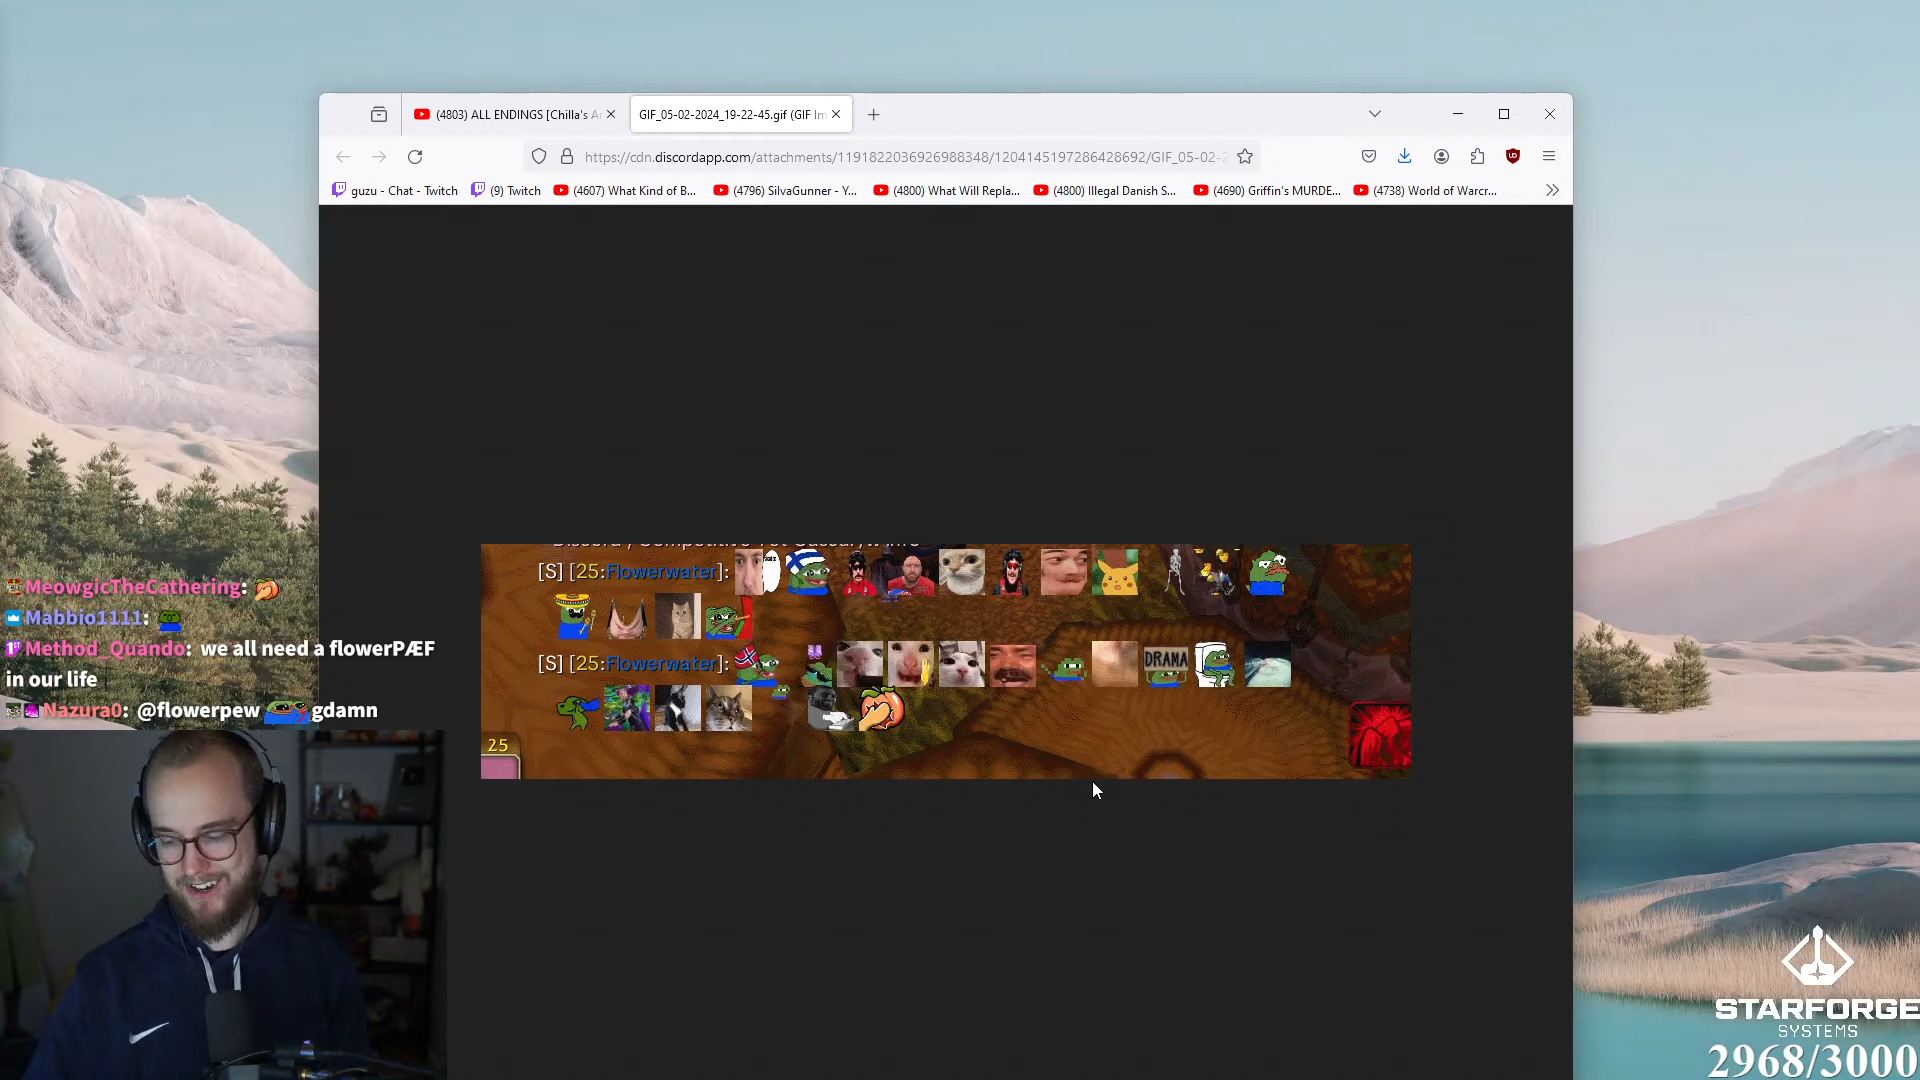 (4803) ALL ENDINGS [Chilla's Ar
GIF_05-02-2024_19-22-45.gif (GIF Im
https://cdn.discordapp.com/attachments/1191822036926988348/1204145197286428692/GIF_05-02-2
guzu - Chat - Twitch
(9) Twitch
(4607) What Kind of B...
(4796) SilvaGunner - Y...
(4800) What Will Repla...
(4800) Illegal Danish S...
(4690) Griffin's MURDE...
(4738) World of Warcr...
[S] [25:Flowerwater]:
[S] [25:Flowerwater]:
DRAMA
25
MeowgicTheCathering:
Mabbio1111:
Method_Quando: we all need a flowerPÆF
in our life
Nazura0: @flowerpew gdamn
STARFORGE
SYSTEMS
2968/3000